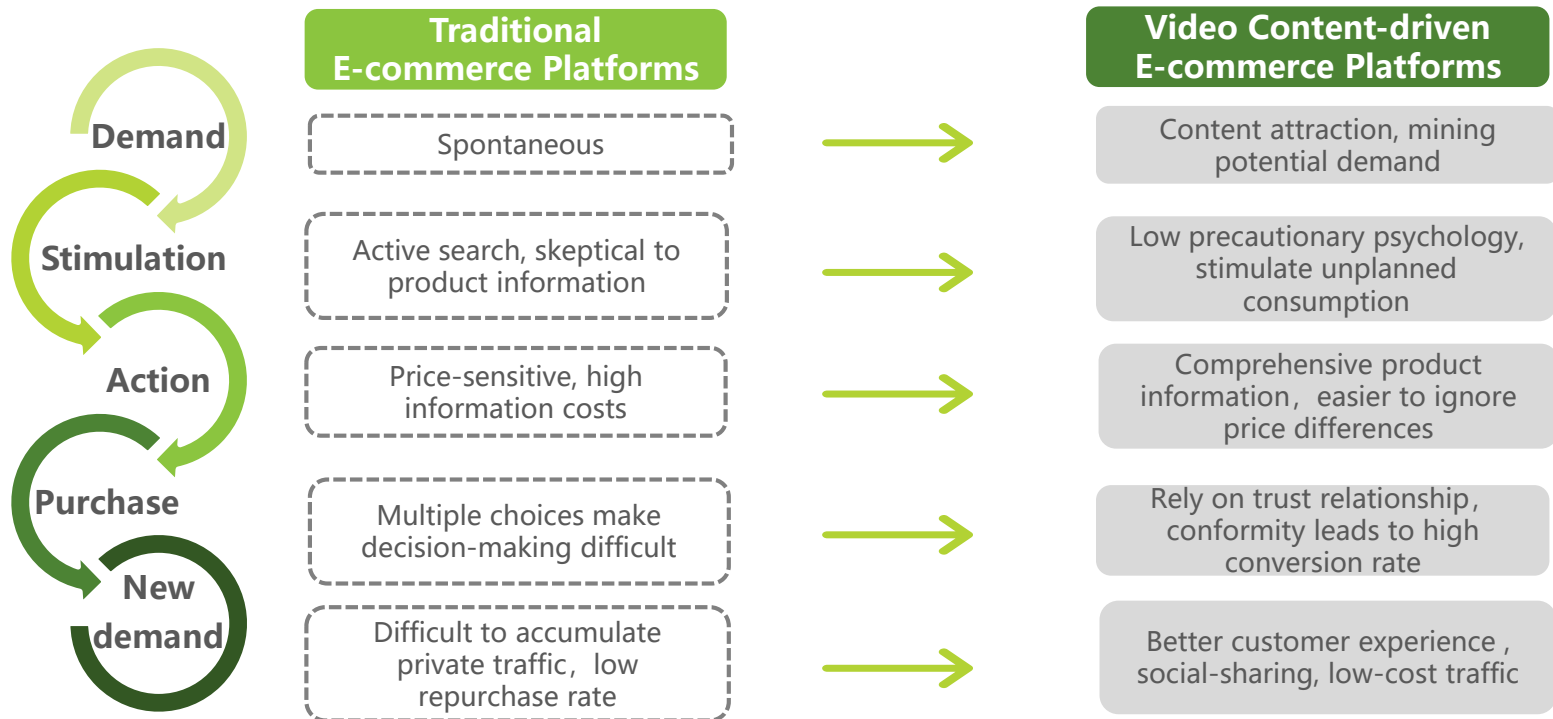 Traditional
E-commerce Platforms
Video Content-driven
E-commerce Platforms
Demand
Spontaneous
Content attraction, mining
potential demand
Stimulation
Active search, skeptical to
product information
Low precautionary psychology,
stimulate unplanned
consumption
Action
Price-sensitive, high
information costs
Comprehensive product
information，easier to ignore
price differences
Purchase
Multiple choices make
decision-making difficult
Rely on trust relationship，
conformity leads to high
conversion rate
New
demand
Difficult to accumulate
private traffic，low
repurchase rate
Better customer experience ,
social-sharing, low-cost traffic